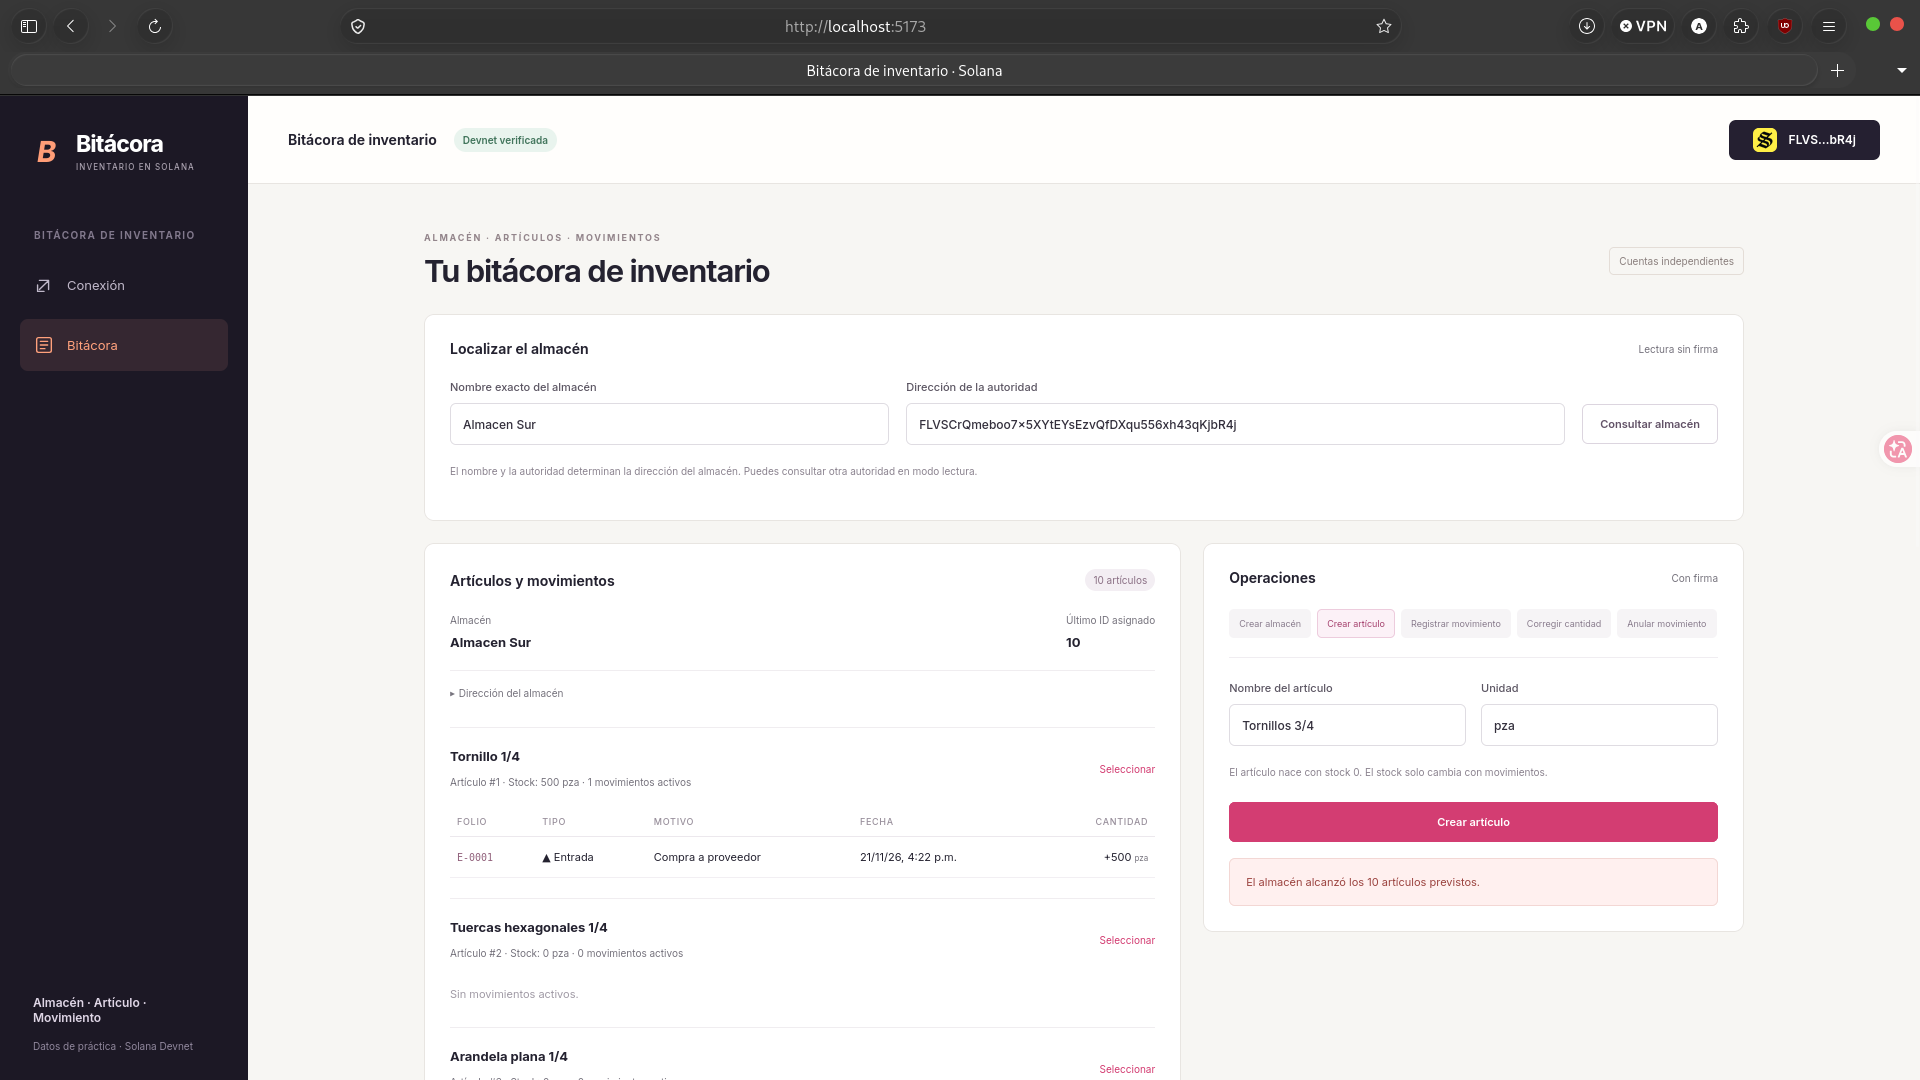 http://localhost:5173
VPN
Bitácora de inventario · Solana
B
Bitácora
INVENTARIO EN SOLANA
BITÁCORA DE INVENTARIO
Conexión
Bitácora
Almacén · Artículo ·
Movimiento
Datos de práctica · Solana Devnet
Bitácora de inventario
Devnet verificada
FLVS...bR4j
ALMACÉN · ARTÍCULOS · MOVIMIENTOS
Tu bitácora de inventario
Cuentas independientes
Localizar el almacén
Lectura sin firma
Nombre exacto del almacén
Dirección de la autoridad
Almacen Sur
FLVSCrQmeboo7x5XYtEYsEzvQfDXqu556xh43qKjbR4j
Consultar almacén
El nombre y la autoridad determinan la dirección del almacén. Puedes consultar otra autoridad en modo lectura.
Artículos y movimientos
10 artículos
Almacén
Último ID asignado
Almacen Sur
10
▸ Dirección del almacén
Tornillo 1/4
Artículo #1 · Stock: 500 pza · 1 movimientos activos
Seleccionar
FOLIO TIPO MOTIVO FECHA CANTIDAD
E-0001 ▲ Entrada Compra a proveedor 21/11/26, 4:22 p.m. +500 pza
Tuercas hexagonales 1/4
Artículo #2 · Stock: 0 pza · 0 movimientos activos
Seleccionar
Sin movimientos activos.
Arandela plana 1/4
Seleccionar
Operaciones
Con firma
Crear almacén
Crear artículo
Registrar movimiento
Corregir cantidad
Anular movimiento
Nombre del artículo
Unidad
Tornillos 3/4
pza
El artículo nace con stock 0. El stock solo cambia con movimientos.
Crear artículo
El almacén alcanzó los 10 artículos previstos.